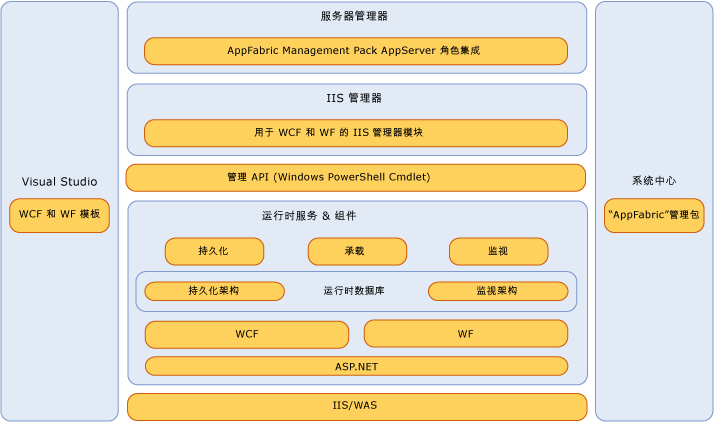 服务器管理器
AppFabric Management Pack AppServer 角色集成
IIS 管理器
用于 WCF 和 WF 的 IIS 管理器模块
管理 API (Windows PowerShell Cmdlet)
Visual Studio
WCF 和 WF 模板
系统中心
“AppFabric”管理包
运行时服务 & 组件
持久化
承载
监视
持久化架构
运行时数据库
监视架构
WCF
WF
ASP.NET
IIS/WAS